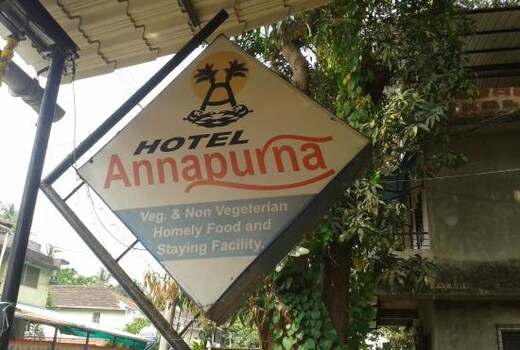 HOTEL
Annapurna
Veg. & Non Vegeterian
Homely Food and
Staying Facility.